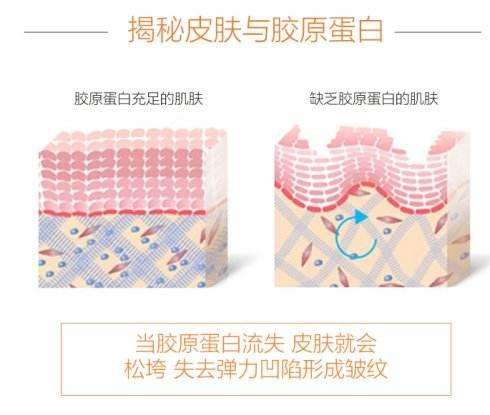 揭秘皮肤与胶原蛋白
胶原蛋白充足的肌肤
缺乏胶原蛋白的肌肤
当胶原蛋白流失 皮肤就会
松垮 失去弹力凹陷形成皱纹